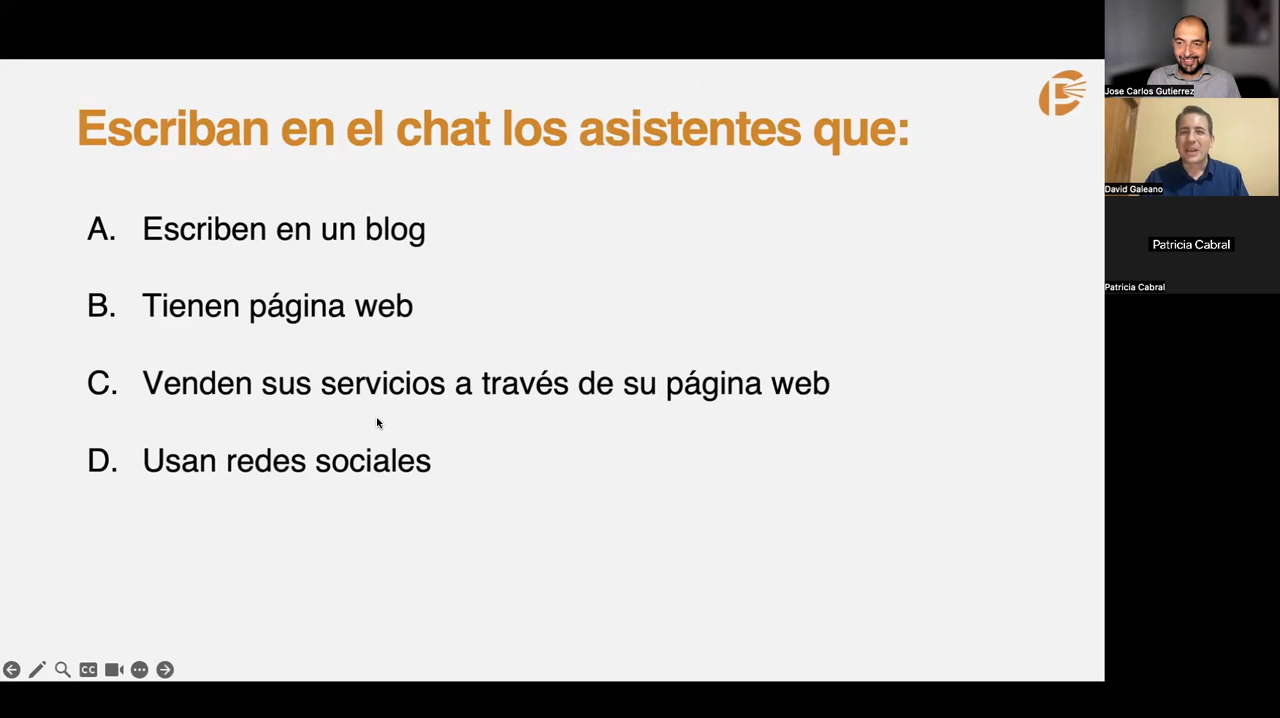 Escriban en el chat los asistentes que:
A. Escriben en un blog
B. Tienen página web
C. Venden sus servicios a través de su página web
D. Usan redes sociales
CC
Jose Carlos Gutierrez
David Galeano
Patricia Cabral
Patricia Cabral